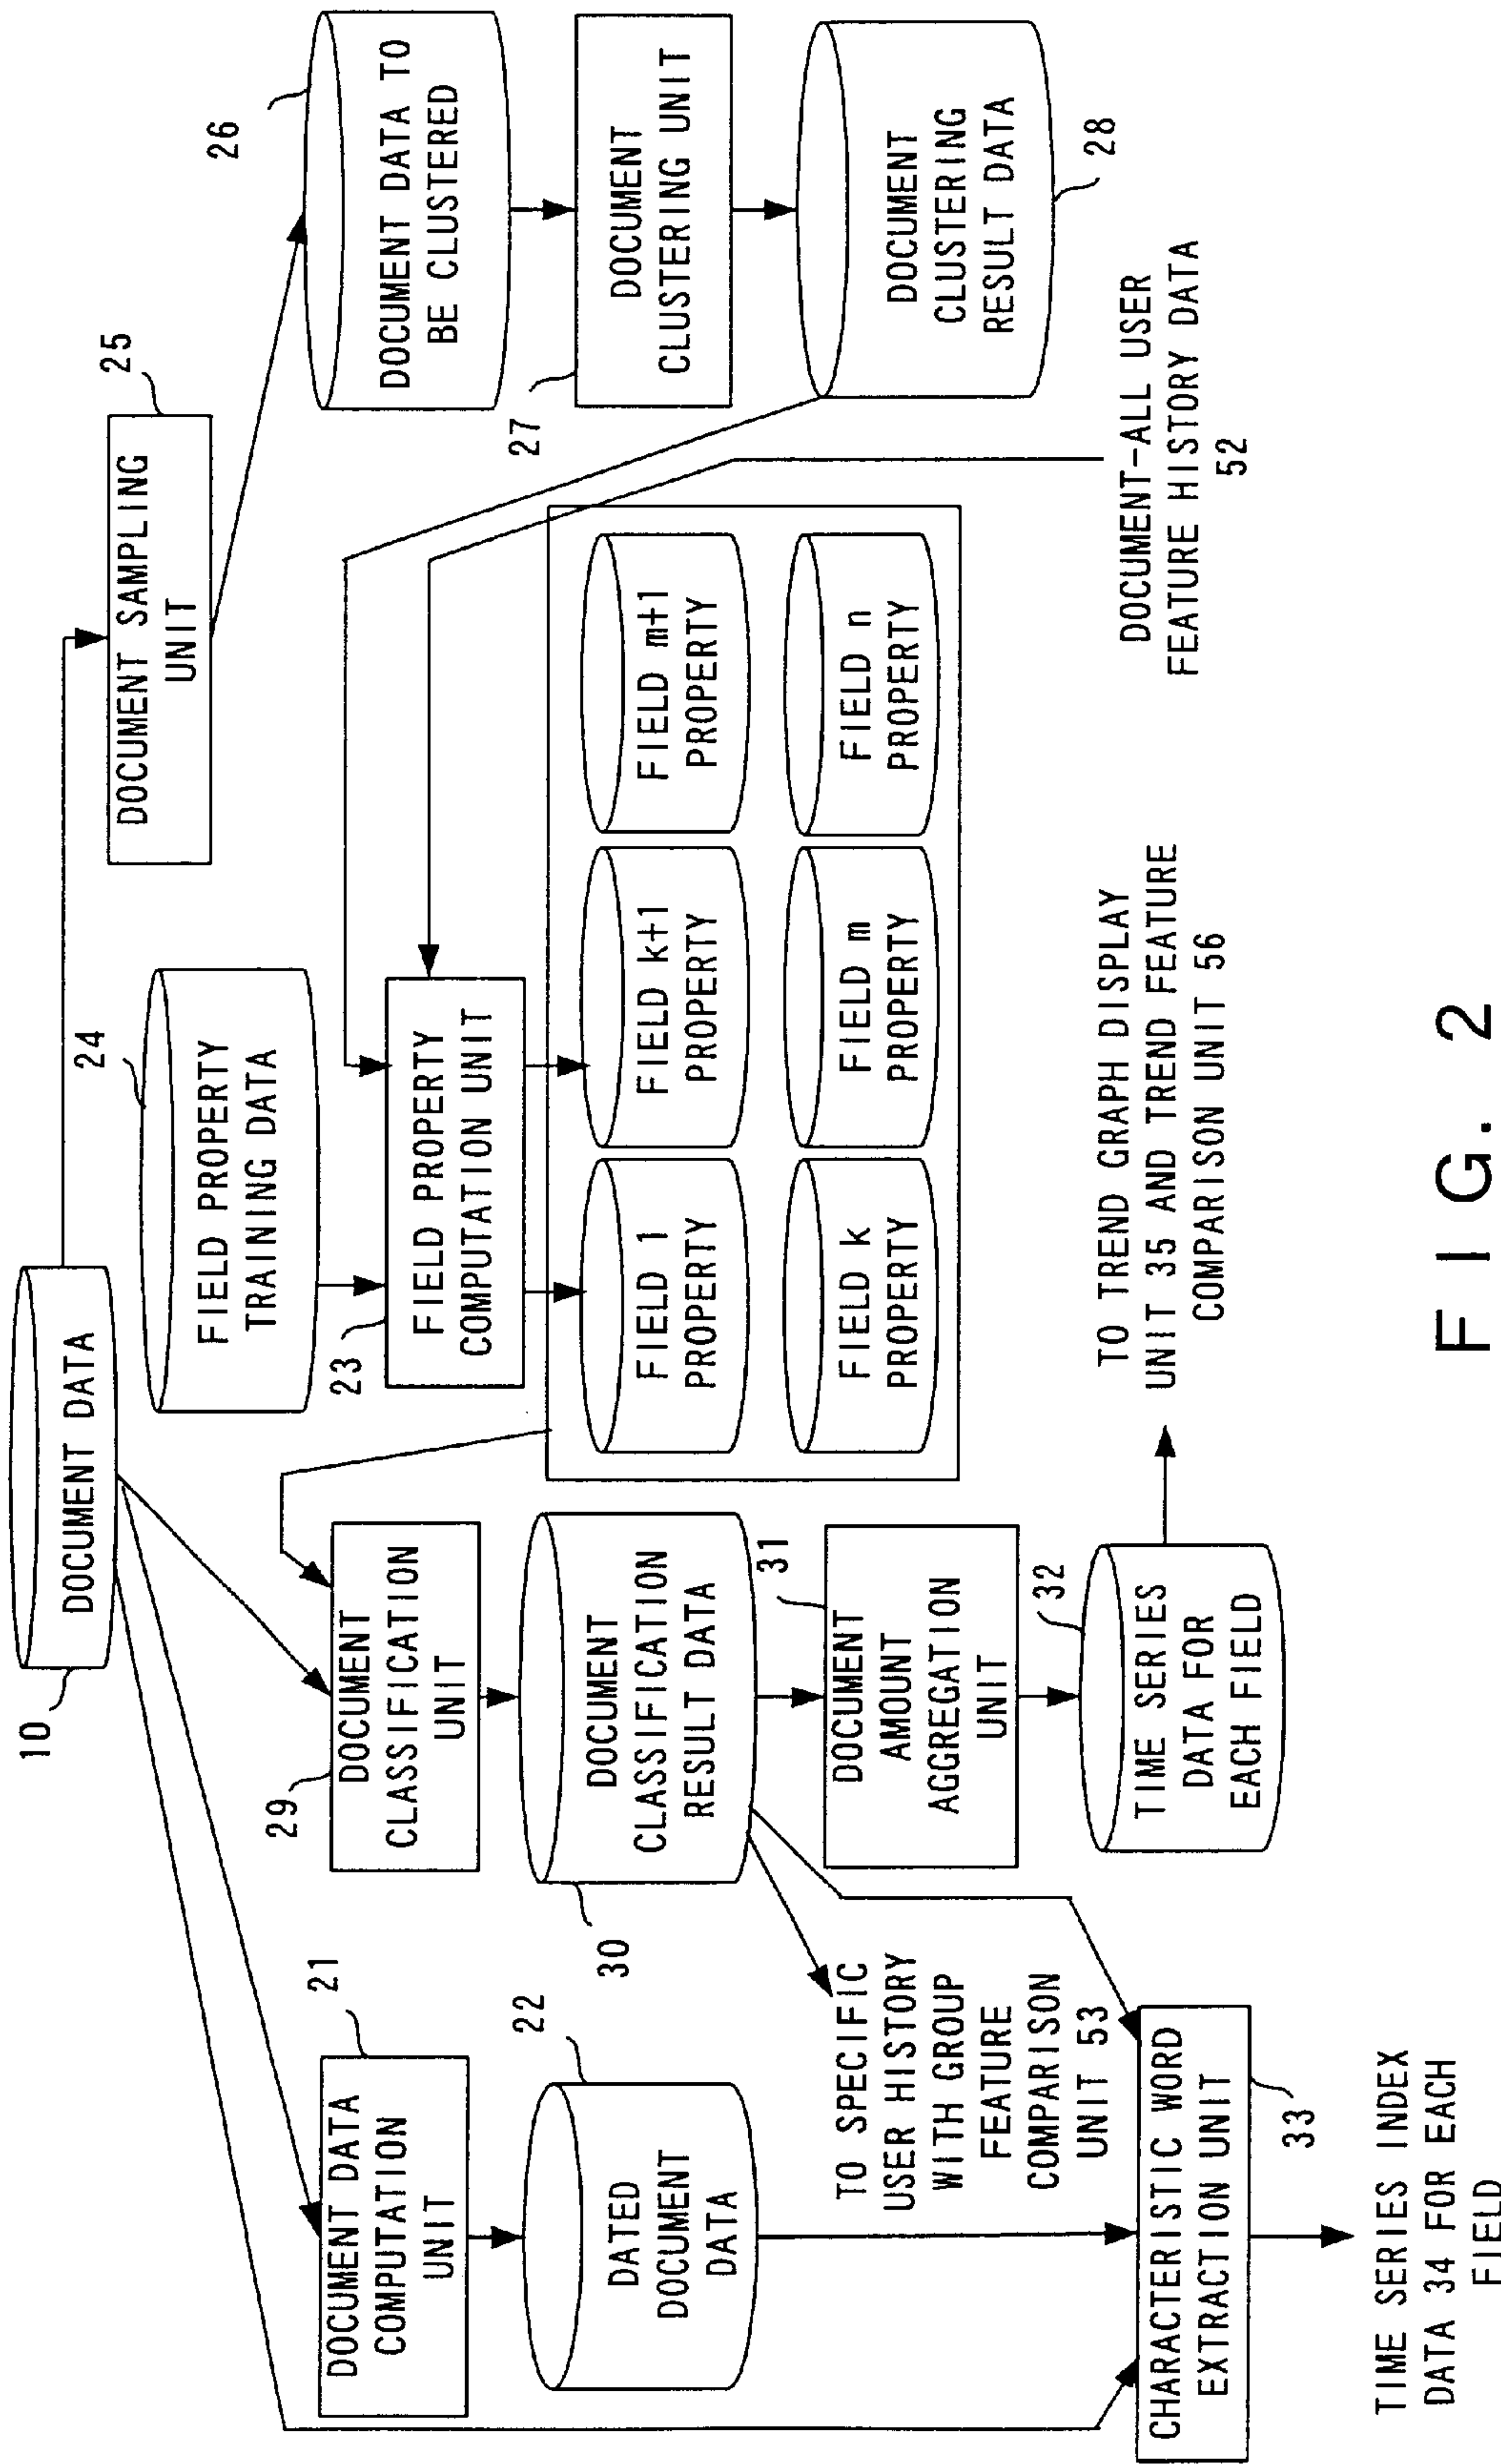 10
DOCUMENT DATA
DOCUMENT SAMPLING
UNIT
25
26
DOCUMENT DATA TO
BE CLUSTERED
27
DOCUMENT
CLUSTERING UNIT
DOCUMENT
CLUSTERING
RESULT DATA
28
24
FIELD PROPERTY
TRAINING DATA
23
FIELD PROPERTY
COMPUTATION UNIT
FIELD 1
PROPERTY
FIELD k+1
PROPERTY
FIELD m+1
PROPERTY
FIELD k
PROPERTY
FIELD m
PROPERTY
FIELD n
PROPERTY
DOCUMENT-ALL USER
FEATURE HISTORY DATA
52
29
DOCUMENT
CLASSIFICATION
UNIT
30
DOCUMENT
CLASSIFICATION
RESULT DATA
31
DOCUMENT
AMOUNT
AGGREGATION
UNIT
32
TIME SERIES
DATA FOR
EACH FIELD
TO TREND GRAPH DISPLAY
UNIT 35 AND TREND FEATURE
COMPARISON UNIT 56
21
DOCUMENT DATA
COMPUTATION
UNIT
22
DATED
DOCUMENT
DATA
TO SPECIFIC
USER HISTORY
WITH GROUP
FEATURE
COMPARISON
UNIT 53
CHARACTERISTIC WORD
EXTRACTION UNIT
33
TIME SERIES INDEX
DATA 34 FOR EACH
FIELD
FIG. 2